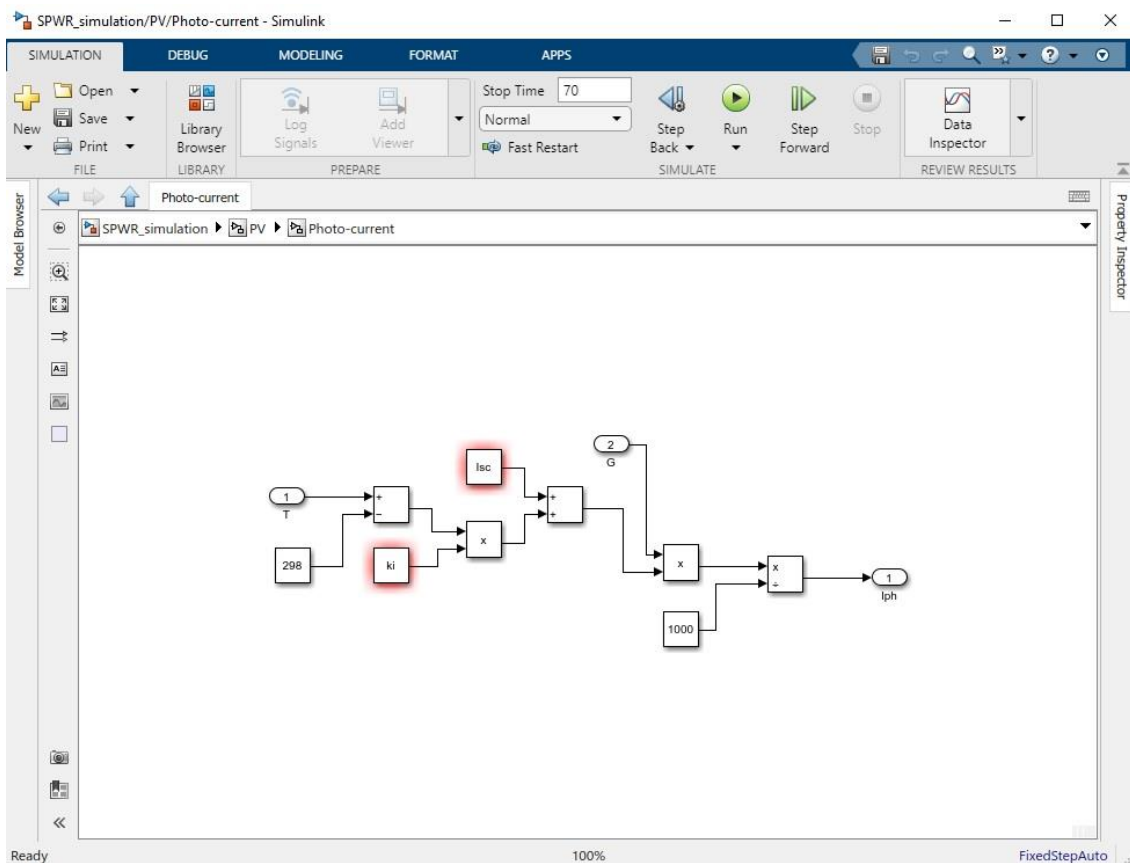 SPWR_simulation/PV/Photo-current - Simulink
SIMULATION DEBUG MODELING FORMAT APPS
New
Open
Save
Print
FILE
Library Browser
LIBRARY
Log Signals
Add Viewer
PREPARE
Stop Time 70
Normal
Fast Restart
Step Back
Run
Step Forward
Stop
SIMULATE
Data Inspector
REVIEW RESULTS
Model Browser
Photo-current
Property Inspector
SPWR_simulation PV Photo-current
Isc
2
G
1
T
+
−
+
+
x
298
ki
x
x
÷
1
Iph
1000
Ready 100% FixedStepAuto